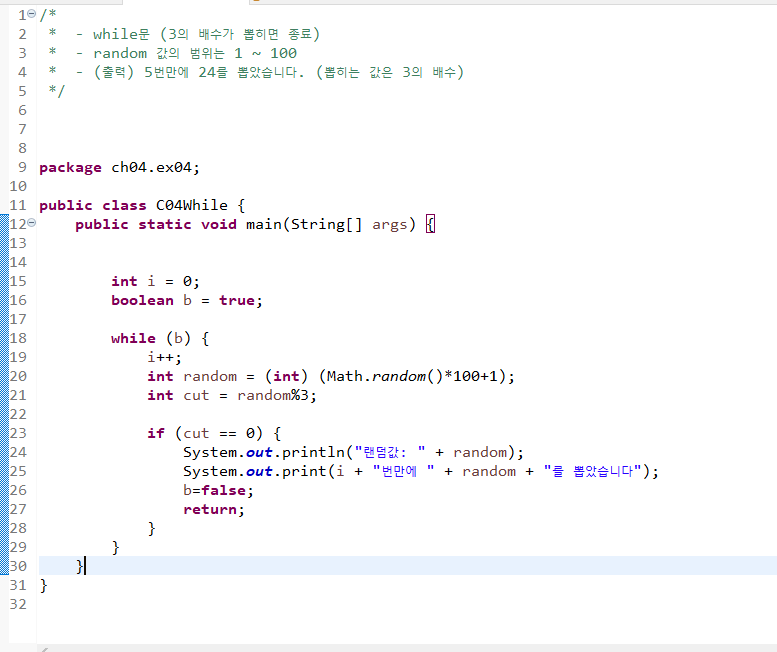 1 /*
2 *  - while문 (3의 배수가 뽑히면 종료)
3 *  - random 값의 범위는 1 ~ 100
4 *  - (출력) 5번만에 24를 뽑았습니다. (뽑히는 값은 3의 배수)
5 */
6
7
8
9 package ch04.ex04;
10
11 public class C04While {
12     public static void main(String[] args) {
13
14
15         int i = 0;
16         boolean b = true;
17
18         while (b) {
19             i++;
20             int random = (int) (Math.random()*100+1);
21             int cut = random%3;
22
23             if (cut == 0) {
24                 System.out.println("랜덤값: " + random);
25                 System.out.print(i + "번만에 " + random + "를 뽑았습니다");
26                 b=false;
27                 return;
28             }
29         }
30     }
31 }
32